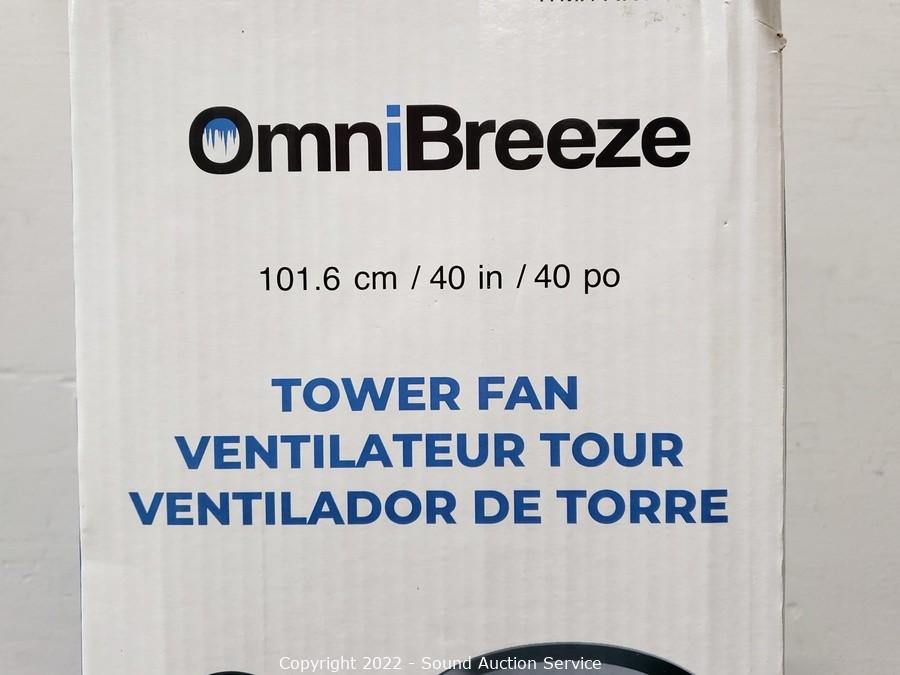 OmniBreeze
101.6 cm / 40 in / 40 po
TOWER FAN
VENTILATEUR TOUR
VENTILADOR DE TORRE
Copyright 2022 - Sound Auction Service